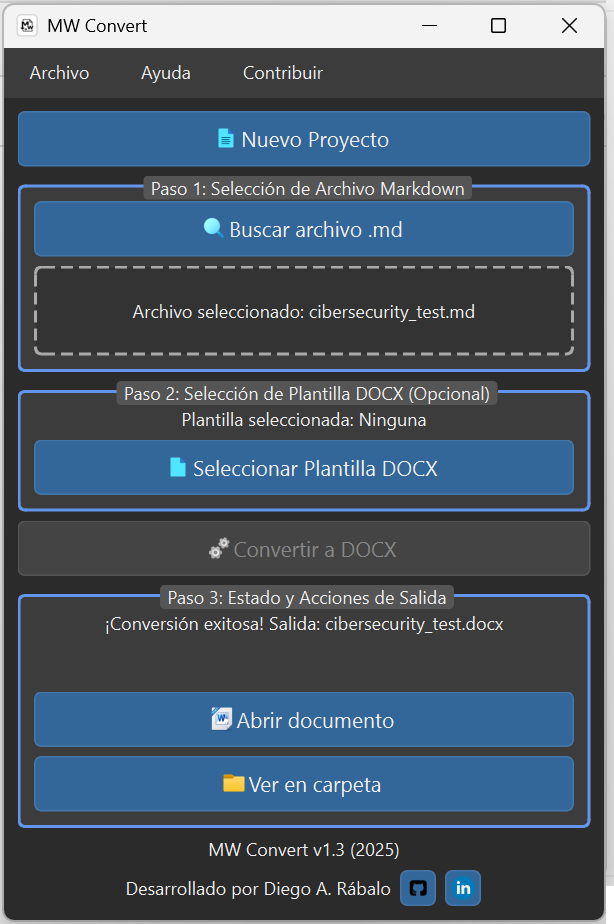 MW Convert
Archivo Ayuda Contribuir
Nuevo Proyecto
Paso 1: Selección de Archivo Markdown
Buscar archivo .md
Archivo seleccionado: cibersecurity_test.md
Paso 2: Selección de Plantilla DOCX (Opcional)
Plantilla seleccionada: Ninguna
Seleccionar Plantilla DOCX
Convertir a DOCX
Paso 3: Estado y Acciones de Salida
¡Conversión exitosa! Salida: cibersecurity_test.docx
Abrir documento
Ver en carpeta
MW Convert v1.3 (2025)
Desarrollado por Diego A. Rábalo in